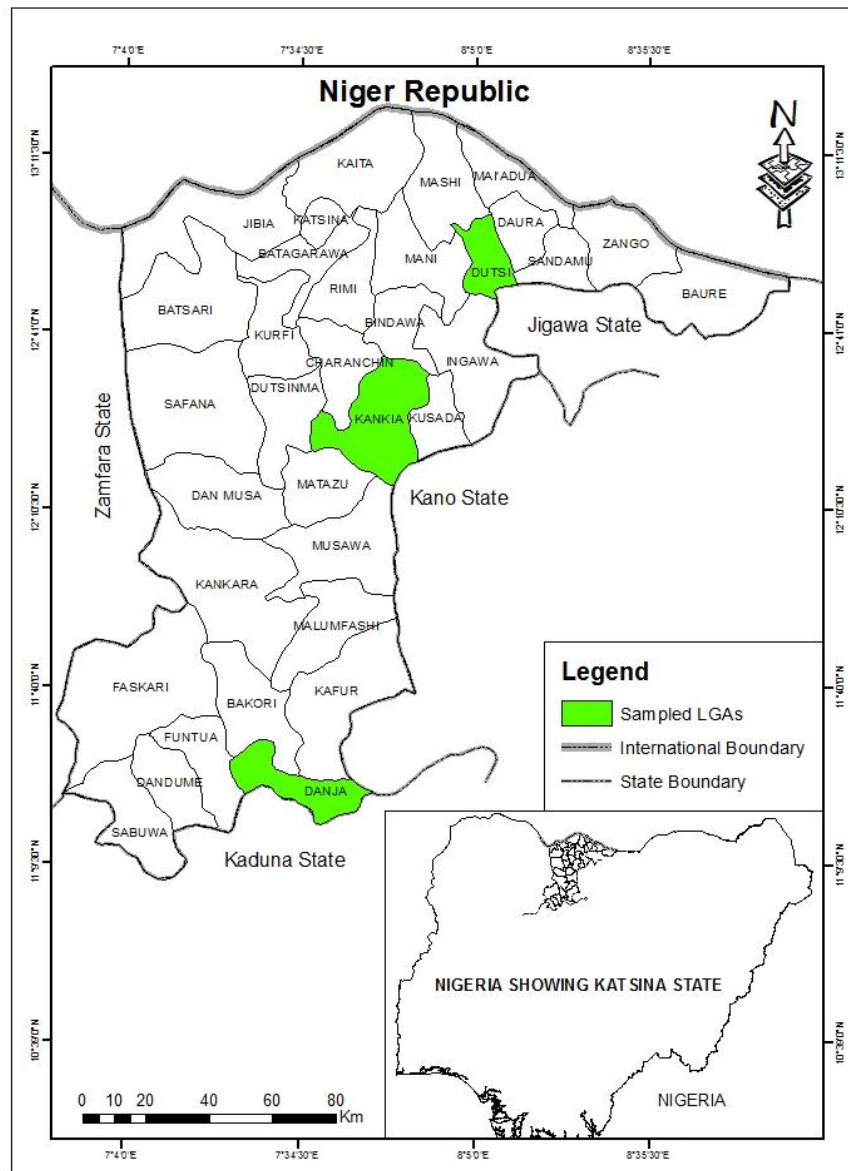 7°4'0"E 7°34'30"E 8°5'0"E 8°35'30"E
Niger Republic
N
13°11'30"N
13°11'30"N
KAITA
MASHI
MAI'ADUA
KATSINA
JIBIA
DAURA
ZANGO
BATAGARAWA
MANI
SANDAMU
DUTSI
RIMI
BAURE
BATSARI
BINDAWA
Jigawa State
KURFI
12°41'0"N
12°41'0"N
CHARANCHIN
INGAWA
DUTSINMA
SAFANA
KANKIA
KUSADA
Zamfara State
MATAZU
DAN MUSA
Kano State
12°10'30"N
12°10'30"N
MUSAWA
KANKARA
MALUMFASHI
FASKARI
KAFUR
BAKORI
11°40'0"N
11°40'0"N
FUNTUA
DANDUME
DANJA
SABUWA
Kaduna State
Legend
Sampled LGAs
International Boundary
State Boundary
11°9'30"N
11°9'30"N
NIGERIA SHOWING KATSINA STATE
NIGERIA
10°39'0"N
10°39'0"N
0 10 20 40 60 80
Km
7°4'0"E 7°34'30"E 8°5'0"E 8°35'30"E